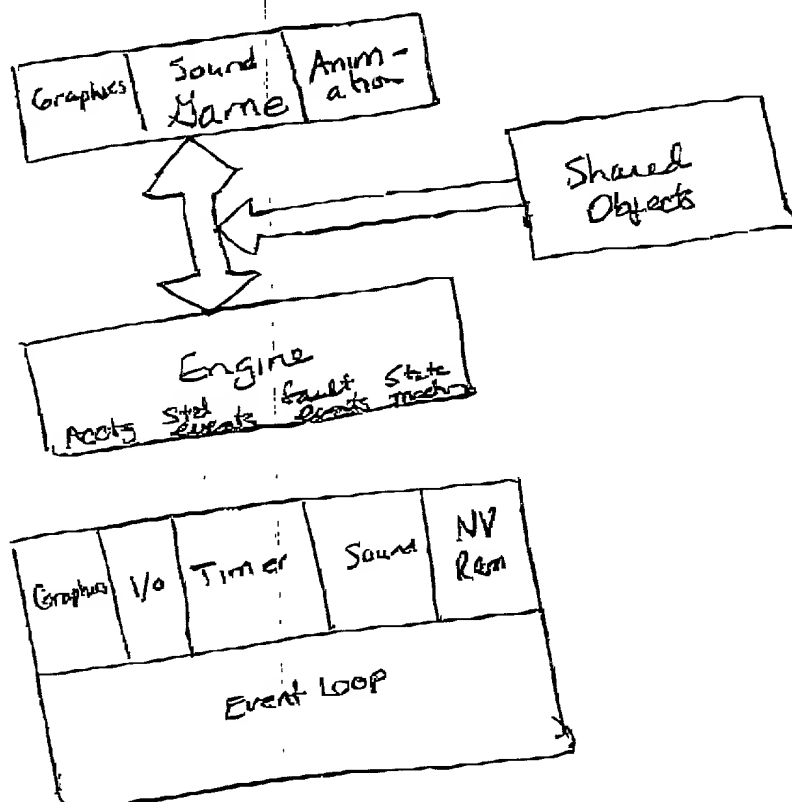 Graphics
Sound
Game
Anim-
ation
Shared
Objects
Engine
Acctg
Std
events
fault
events
State
machine
Graphics
I/O
Timer
Sound
NV
Ram
Event Loop